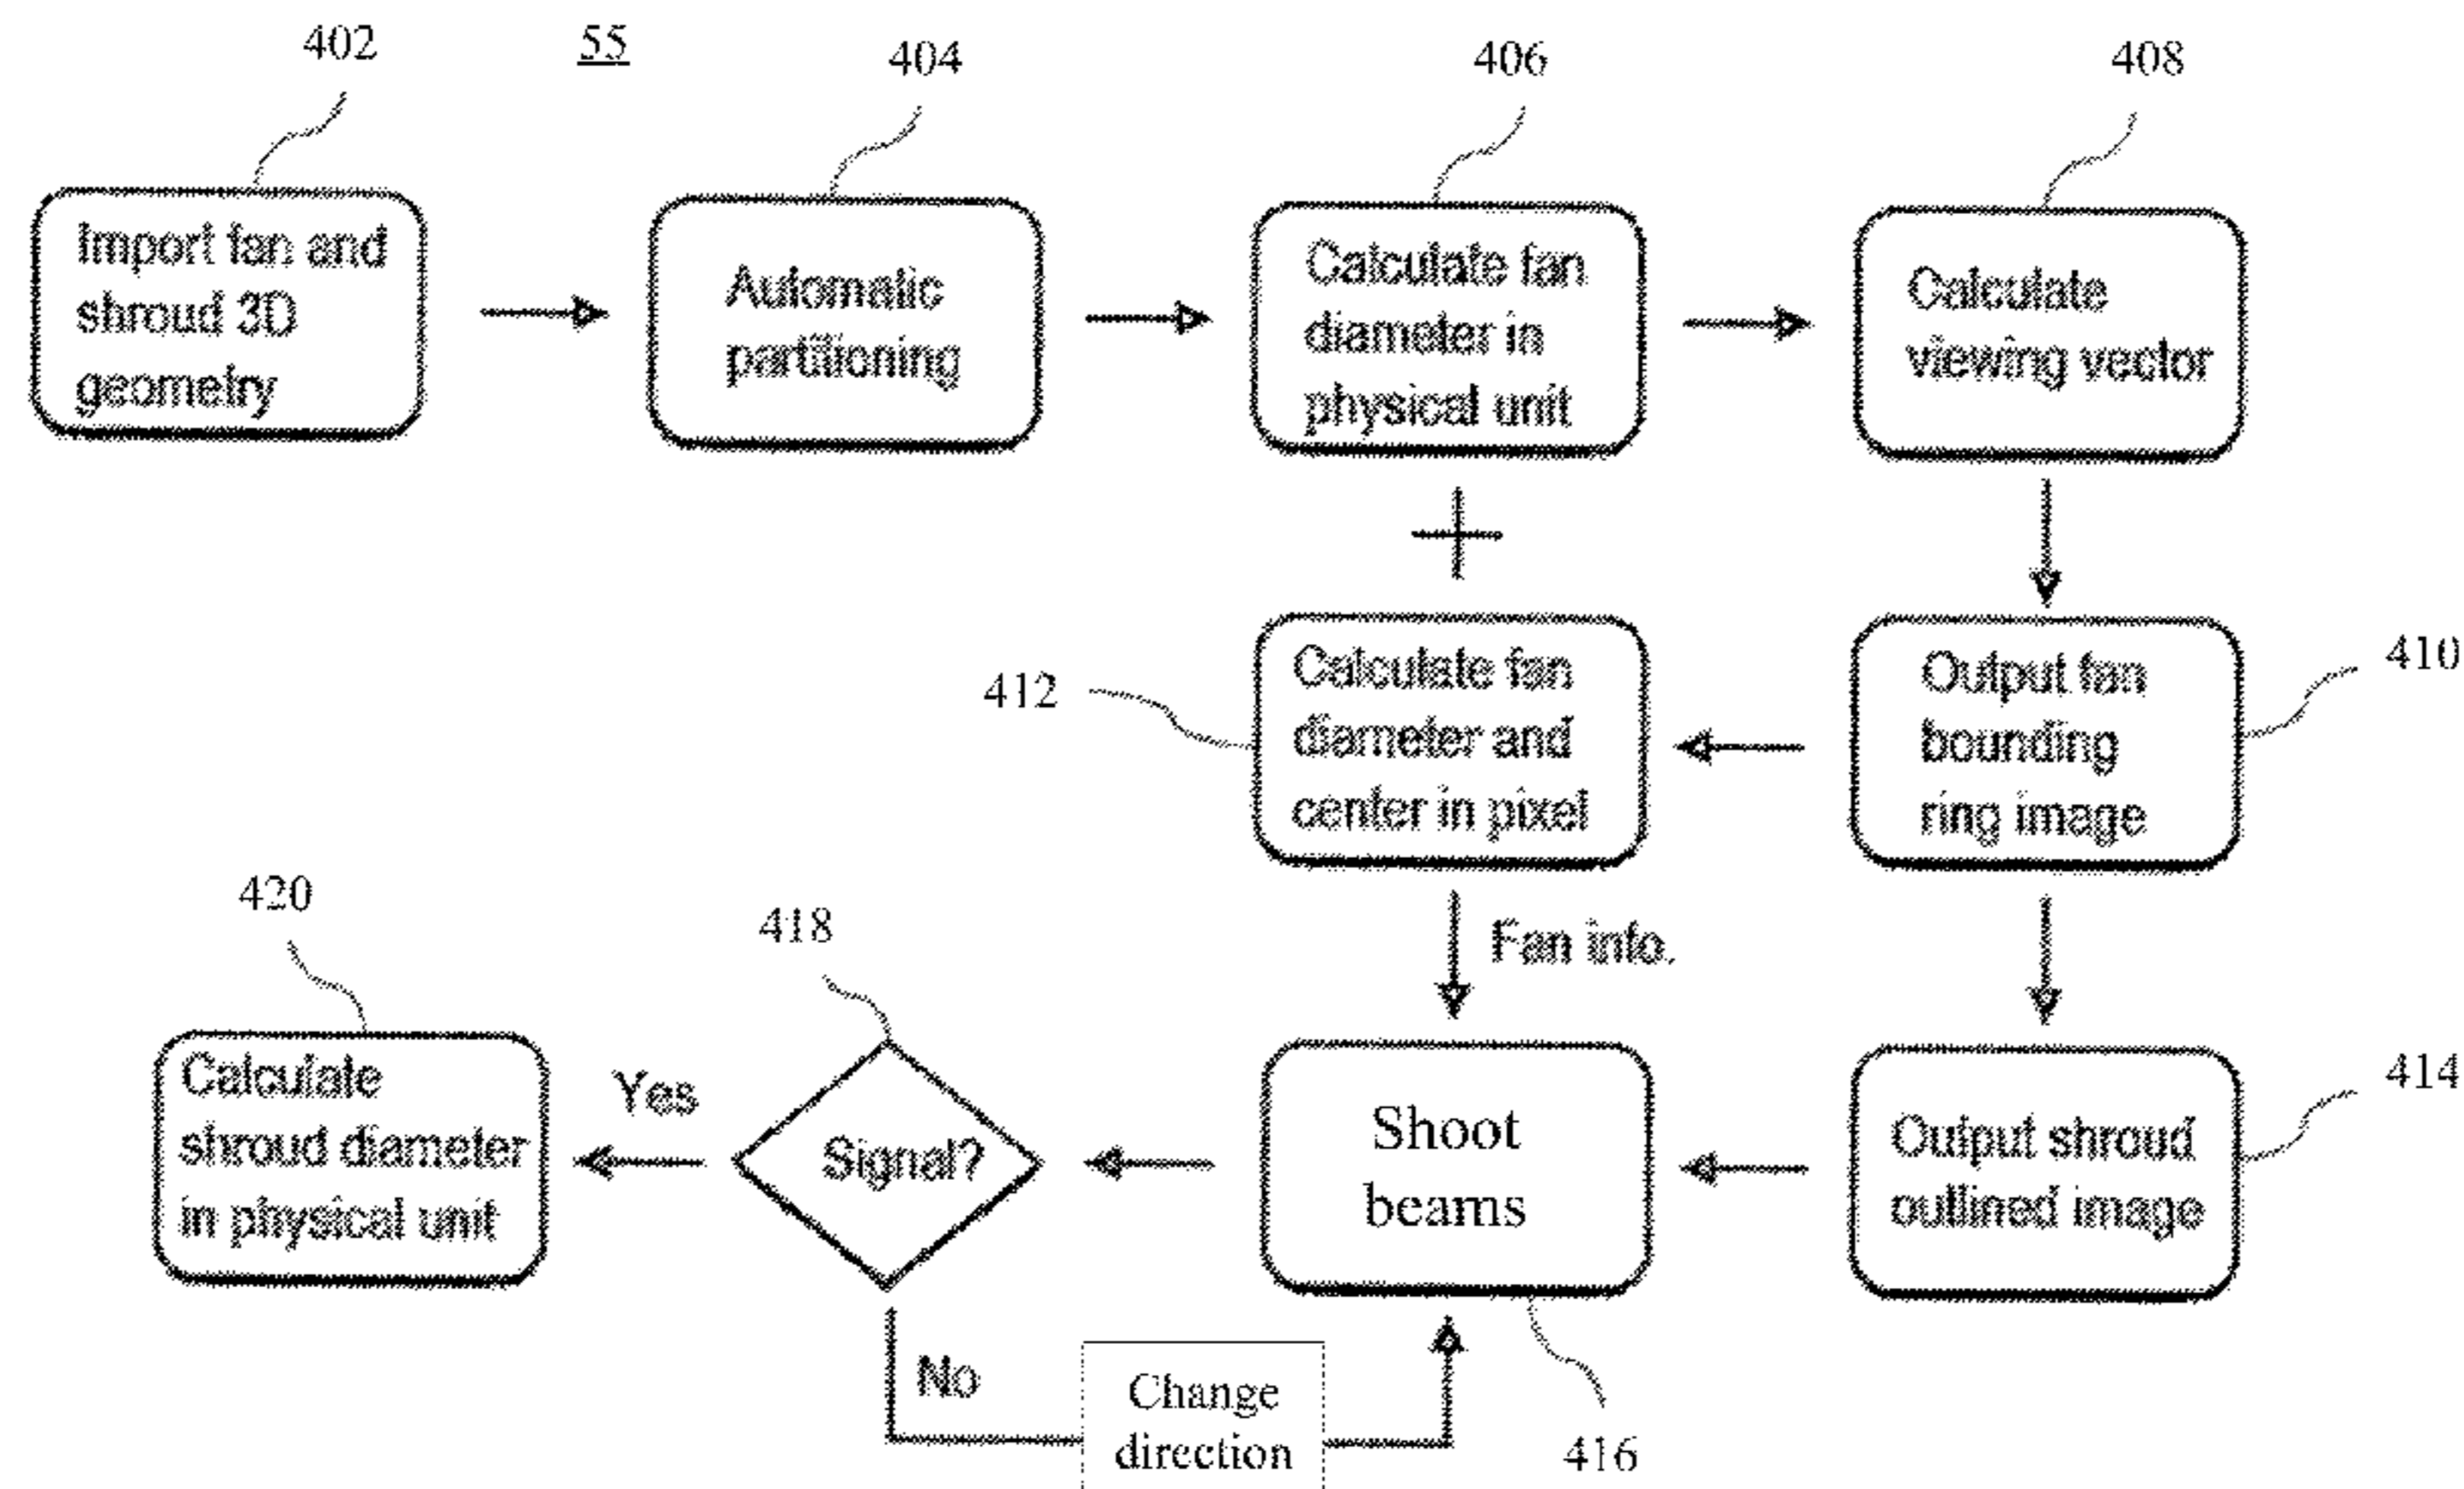 402
55
404
406
408
Import fan and
shroud 3D
geometry
Automatic
partitioning
Calculate fan
diameter in
physical unit
Calculate
viewing vector
412
Calculate fan
diameter and
center in pixel
Output fan
bounding
ring image
410
420
418
Fan info.
Calculate
shroud diameter
in physical unit
Yes
Signal?
Shoot
beams
Output shroud
outlined image
414
No
Change
direction
416